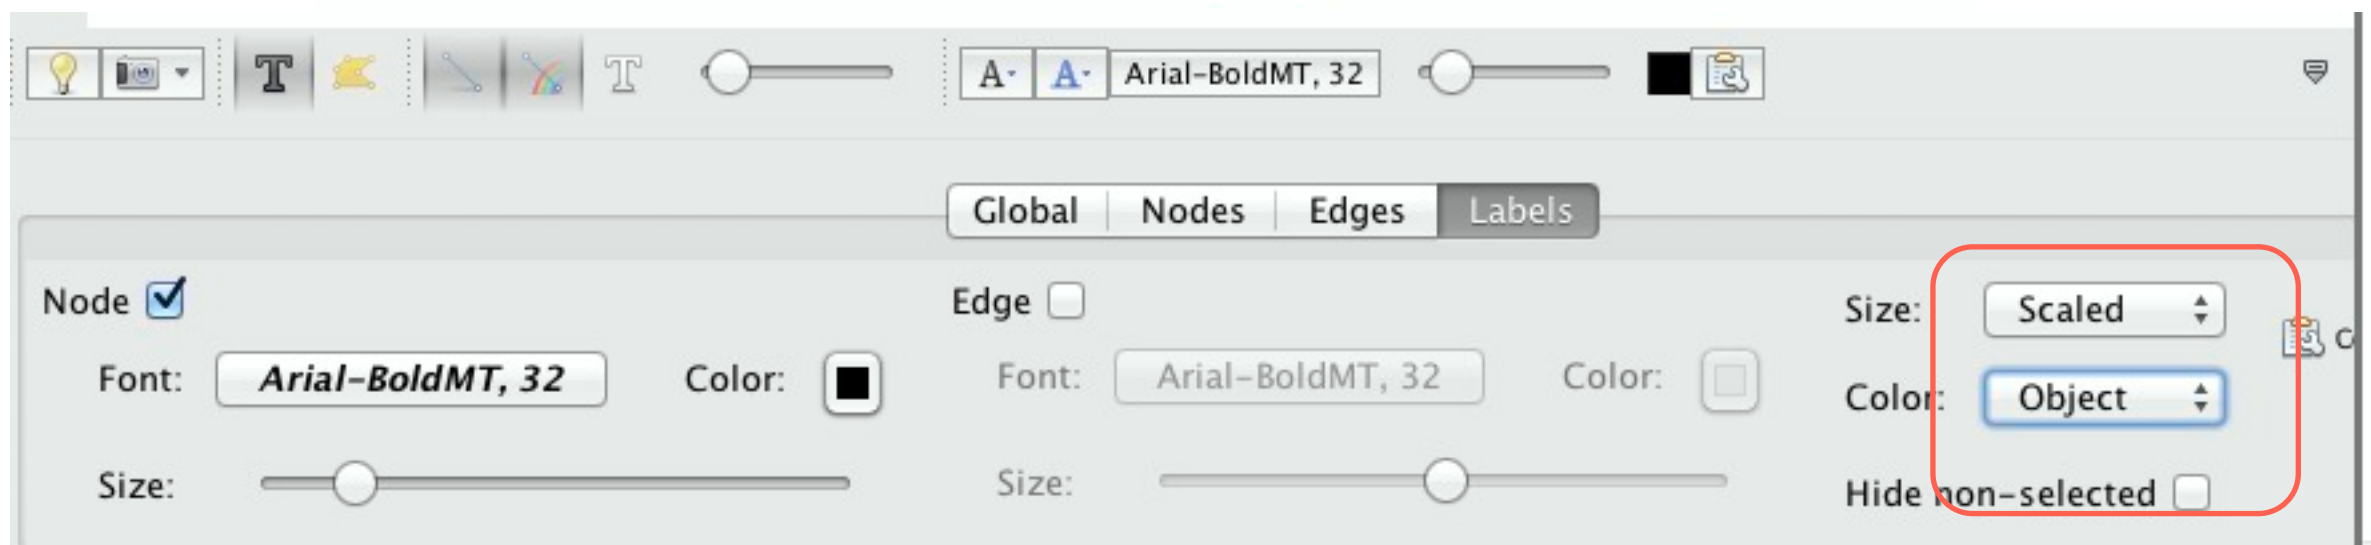 T T A A Arial-BoldMT, 32
Global Nodes Edges Labels
Node Edge Size: Scaled
Font: Arial-BoldMT, 32 Color: Font: Arial-BoldMT, 32 Color: Color: Object
Size: Size: Hide non-selected